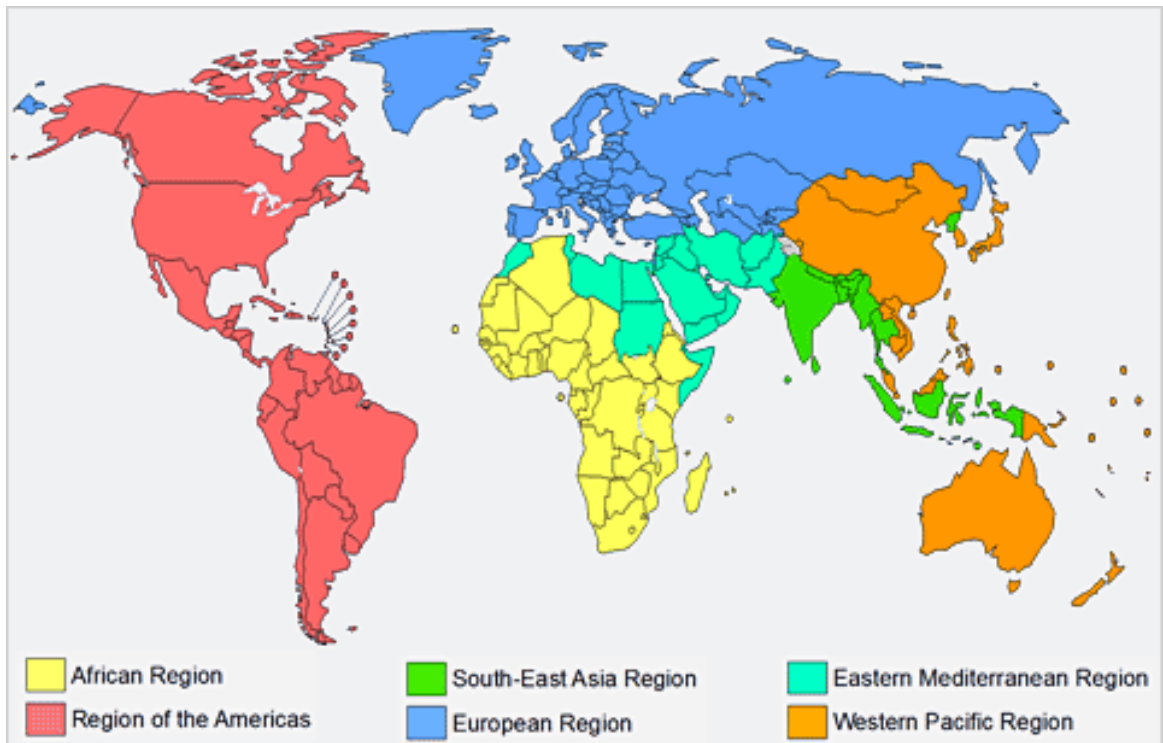 African Region
South-East Asia Region
Eastern Mediterranean Region
Region of the Americas
European Region
Western Pacific Region